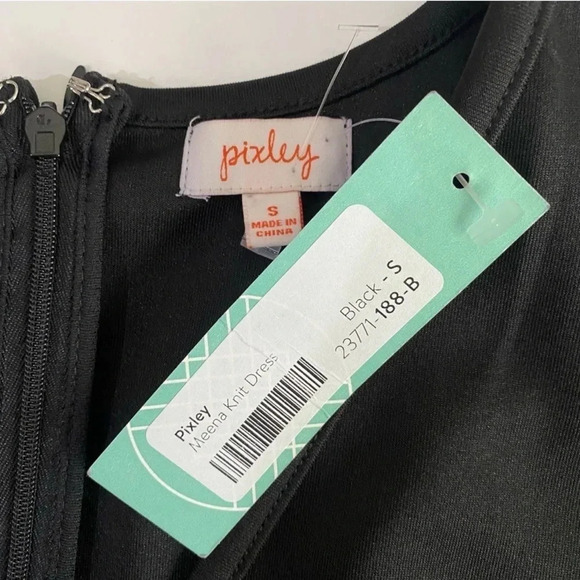 pixley
S
MADE IN
CHINA
Pixley
Meena Knit Dress
Black - S
23771-188-B